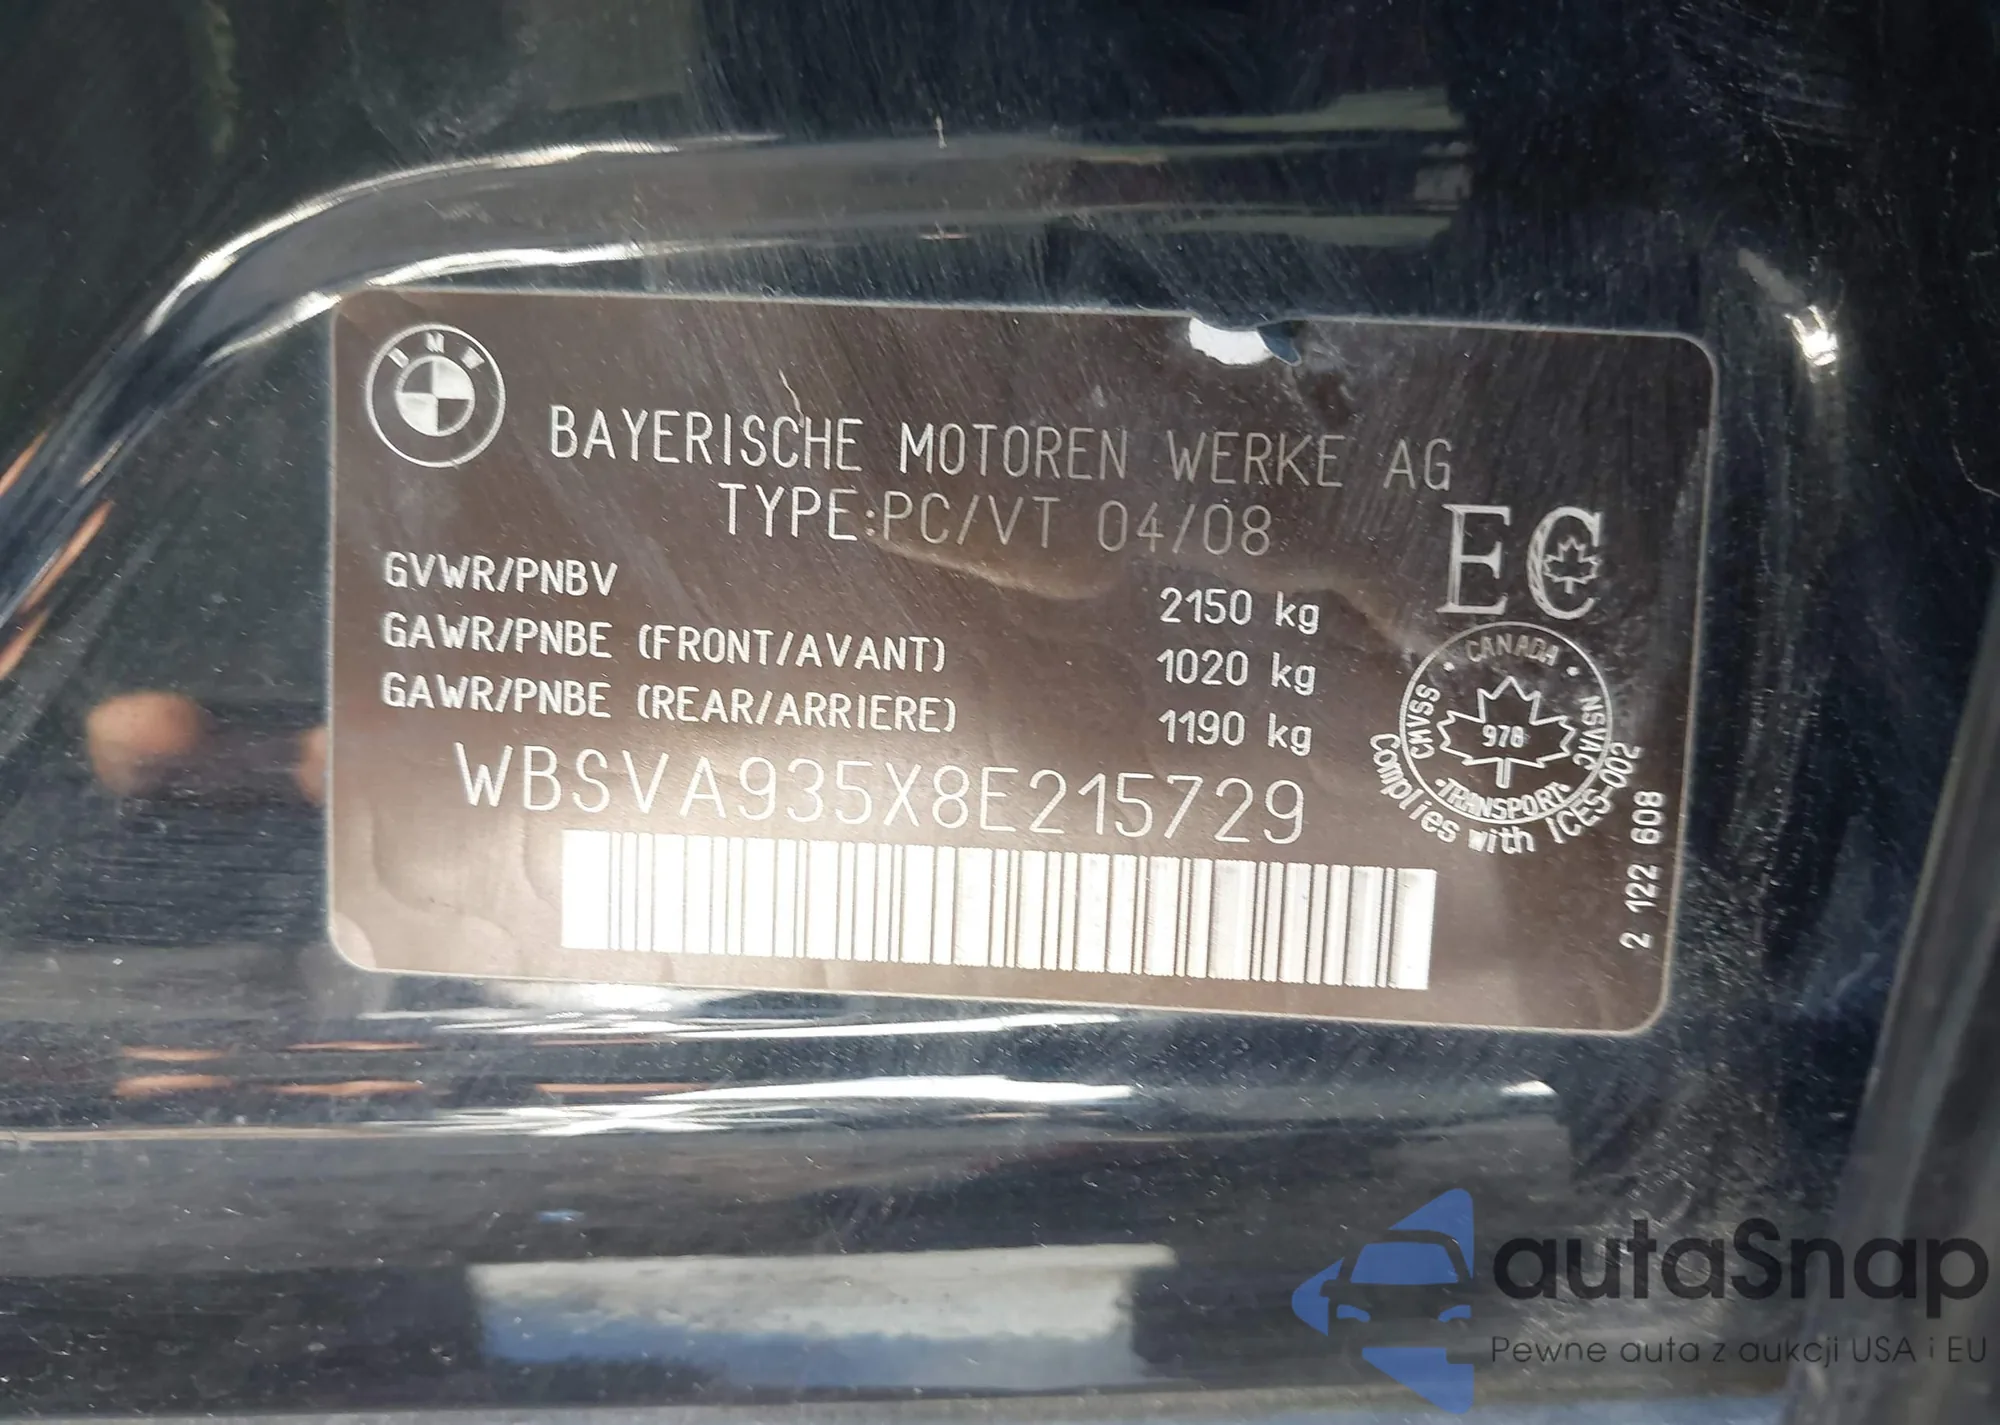 BMW
BAYERISCHE MOTOREN WERKE AG
TYPE:PC/VT 04/08
EC
GVWR/PNBV 2150 kg
GAWR/PNBE (FRONT/AVANT) 1020 kg
GAWR/PNBE (REAR/ARRIERE) 1190 kg
WBSVA935X8E215729
CANADA
CMVSS
NSVAC
978
TRANSPORT
Complies with ICES-002
2 122 608
autaSnap
Pewne auta z aukcji USA i EU